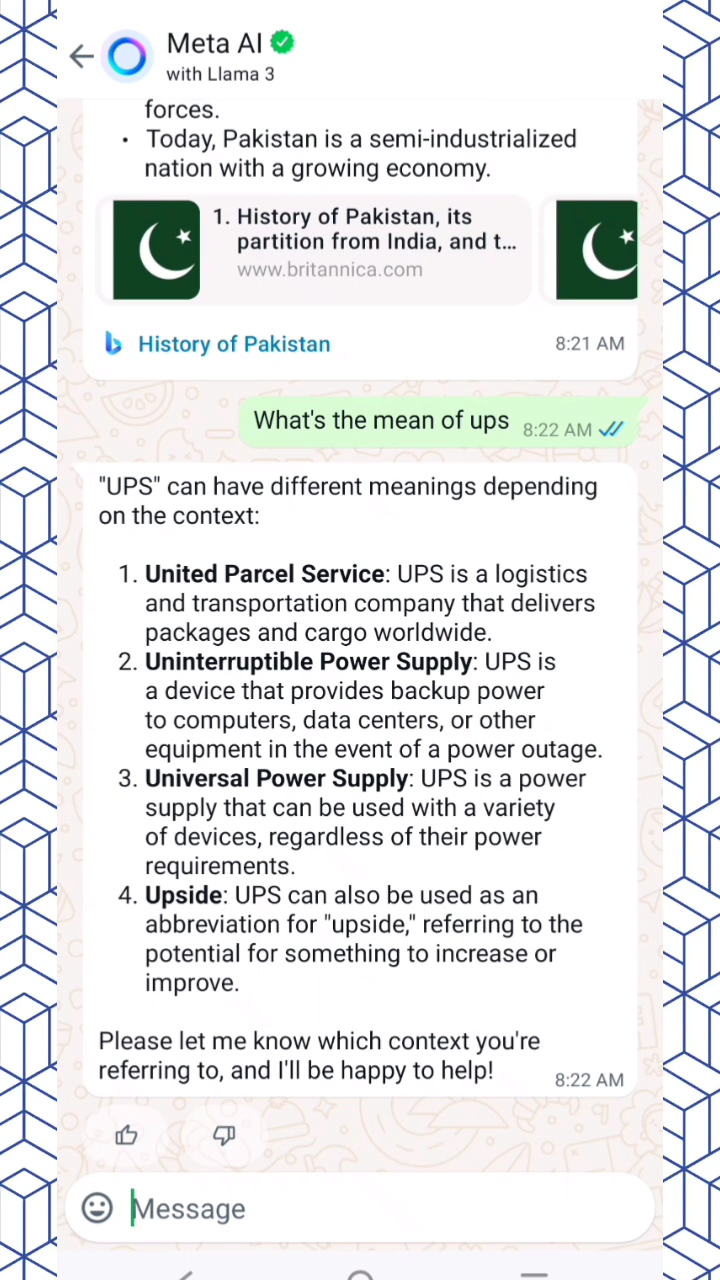 Meta AI
with Llama 3
forces.
• Today, Pakistan is a semi-industrialized
nation with a growing economy.
1. History of Pakistan, its
partition from India, and t...
www.britannica.com
History of Pakistan
8:21 AM
What's the mean of ups
8:22 AM
"UPS" can have different meanings depending
on the context:
1. United Parcel Service: UPS is a logistics
and transportation company that delivers
packages and cargo worldwide.
2. Uninterruptible Power Supply: UPS is
a device that provides backup power
to computers, data centers, or other
equipment in the event of a power outage.
3. Universal Power Supply: UPS is a power
supply that can be used with a variety
of devices, regardless of their power
requirements.
4. Upside: UPS can also be used as an
abbreviation for "upside," referring to the
potential for something to increase or
improve.
Please let me know which context you're
referring to, and I'll be happy to help!
8:22 AM
Message